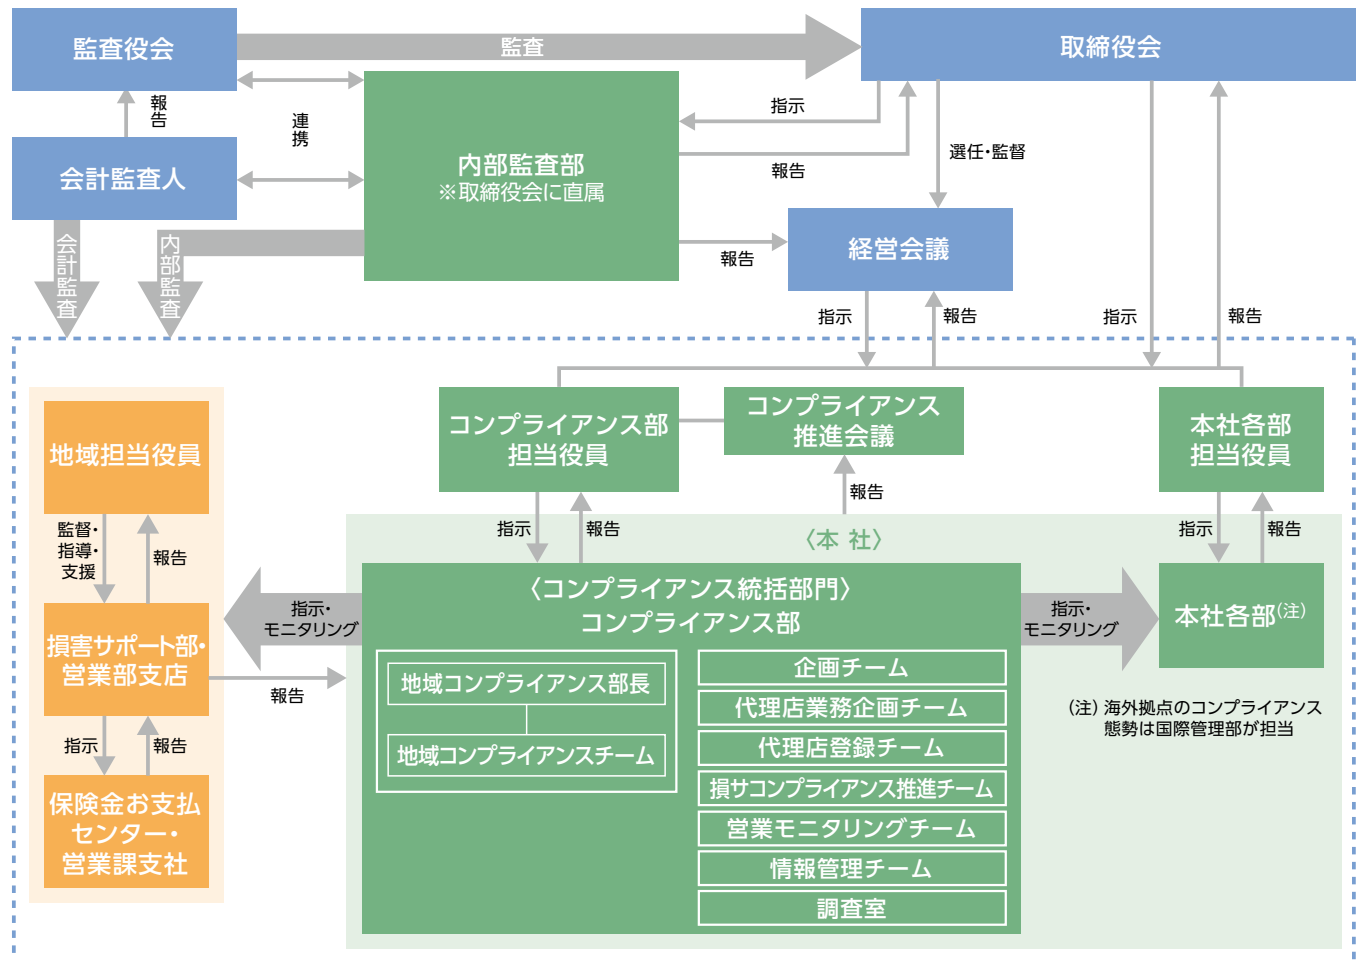 監査役会
監査
取締役会
報告
連携
指示
報告
選任・監督
会計監査人
内部監査部
※取締役会に直属
報告
経営会議
会計監査
内部監査
指示
報告
指示
報告
地域担当役員
コンプライアンス部
担当役員
コンプライアンス
推進会議
本社各部
担当役員
監督・
指導・
支援
報告
指示
報告
報告
指示
報告
〈本 社〉
損害サポート部・
営業部支店
指示・
モニタリング
〈コンプライアンス統括部門〉
コンプライアンス部
指示・
モニタリング
本社各部(注)
報告
地域コンプライアンス部長
地域コンプライアンスチーム
企画チーム
代理店業務企画チーム
代理店登録チーム
損サコンプライアンス推進チーム
営業モニタリングチーム
情報管理チーム
調査室
(注) 海外拠点のコンプライアンス
態勢は国際管理部が担当
指示
報告
保険金お支払
センター・
営業課支社